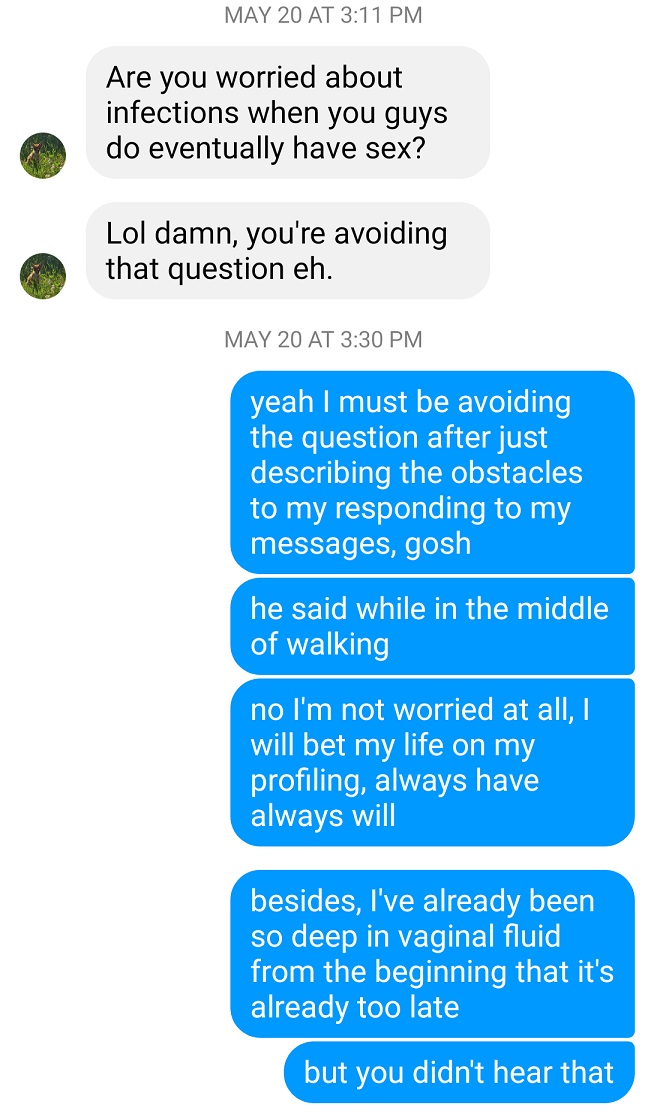 MAY 20 AT 3:11 PM
Are you worried about
infections when you guys
do eventually have sex?
Lol damn, you're avoiding
that question eh.
MAY 20 AT 3:30 PM
yeah I must be avoiding
the question after just
describing the obstacles
to my responding to my
messages, gosh
he said while in the middle
of walking
no I'm not worried at all, I
will bet my life on my
profiling, always have
always will
besides, I've already been
so deep in vaginal fluid
from the beginning that it's
already too late
but you didn't hear that